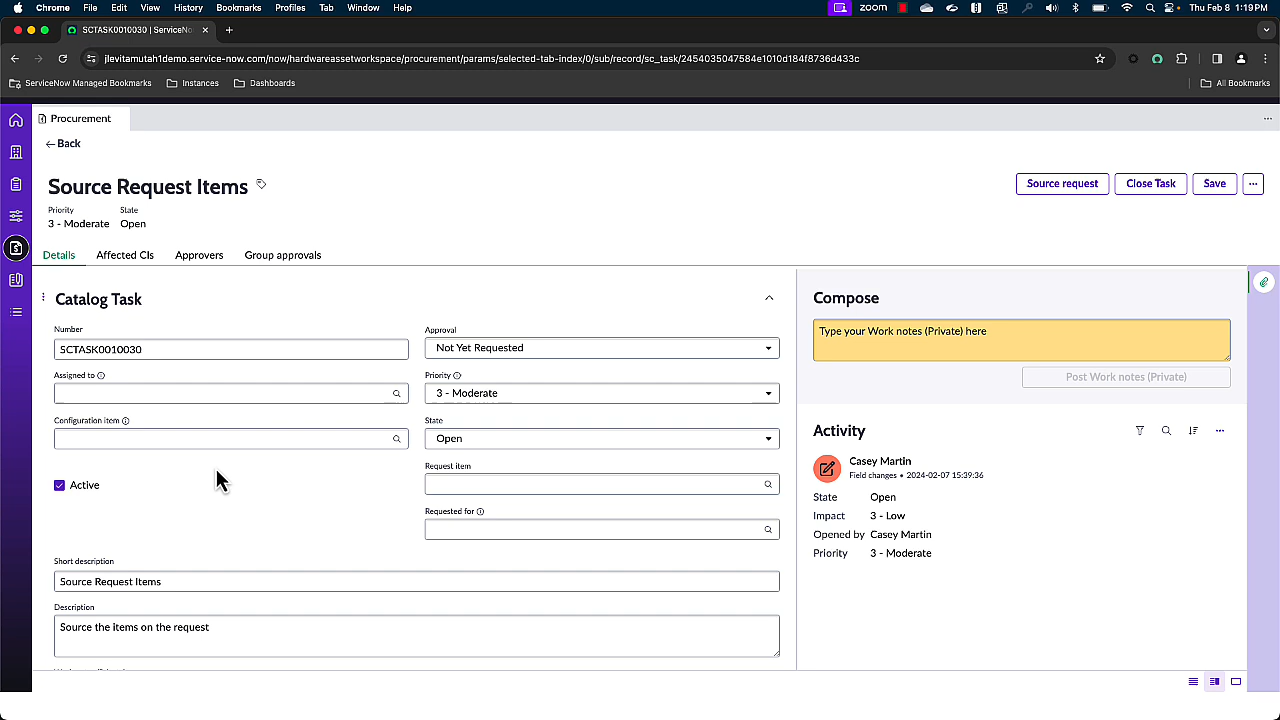 Chrome File Edit View History Bookmarks Profiles Tab Window Help zoom Thu Feb 8 1:19 PM
SCTASK0010030 | ServiceNo
jlevitamutah1demo.service-now.com/now/hardwareassetworkspace/procurement/params/selected-tab-index/0/sub/record/sc_task/2454035047584e1010d184f8736d433c
ServiceNow Managed Bookmarks Instances Dashboards All Bookmarks
Procurement
Back
Source Request Items
Source request Close Task Save
Priority State
3 - Moderate Open
Details Affected CIs Approvers Group approvals
Catalog Task
Number
SCTASK0010030
Approval
Not Yet Requested
Assigned to
Priority
3 - Moderate
Configuration item
State
Open
Active
Request item
Requested for
Short description
Source Request Items
Description
Source the items on the request
Compose
Type your Work notes (Private) here
Post Work notes (Private)
Activity
Casey Martin
Field changes • 2024-02-07 15:39:36
State Open
Impact 3 - Low
Opened by Casey Martin
Priority 3 - Moderate